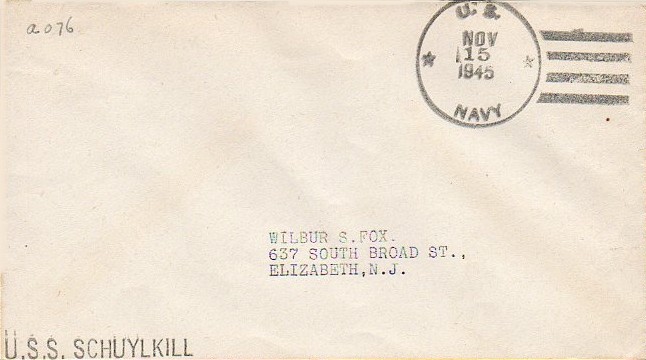 a076
U.S.
NOV
15
1945
NAVY
WILBUR S.FOX.
637 SOUTH BROAD ST.,
ELIZABETH,N.J.
U.S.S. SCHUYLKILL